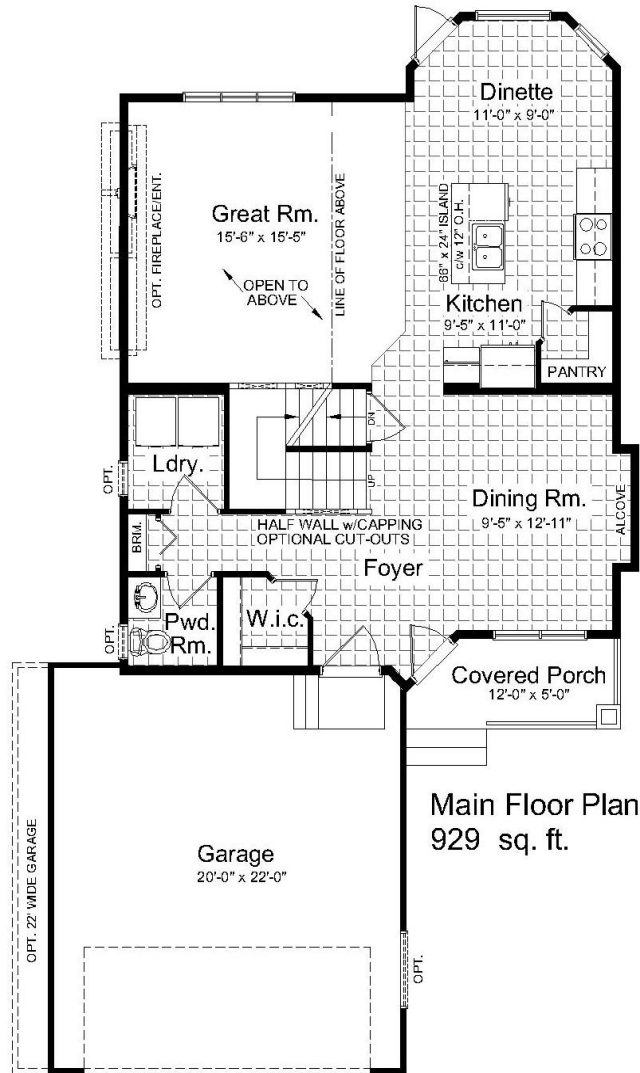 Dinette
11'-0" x 9'-0"
Great Rm.
15'-6" x 15'-5"
OPEN TO
ABOVE
LINE OF FLOOR ABOVE
OPT. FIREPLACE/ENT.
66" x 24" ISLAND
c/w 12" O.H.
Kitchen
9'-5" x 11'-0"
PANTRY
DN
UP
Ldry.
OPT.
BRM.
HALF WALL w/CAPPING
OPTIONAL CUT-OUTS
Dining Rm.
9'-5" x 12'-11"
ALCOVE
Foyer
Pwd.
Rm.
OPT.
W.i.c.
Covered Porch
12'-0" x 5'-0"
Main Floor Plan
929 sq. ft.
Garage
20'-0" x 22'-0"
OPT. 22' WIDE GARAGE
OPT.